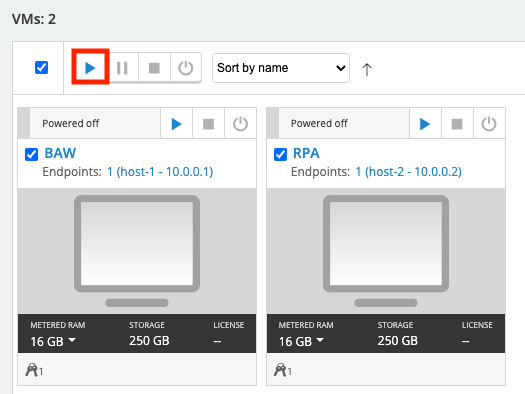 VMs: 2
Sort by name
Powered off
Powered off
BAW
RPA
Endpoints: 1 (host-1 - 10.0.0.1)
Endpoints: 1 (host-2 - 10.0.0.2)
METERED RAM STORAGE LICENSE
16 GB 250 GB --
METERED RAM STORAGE LICENSE
16 GB 250 GB --
1
1